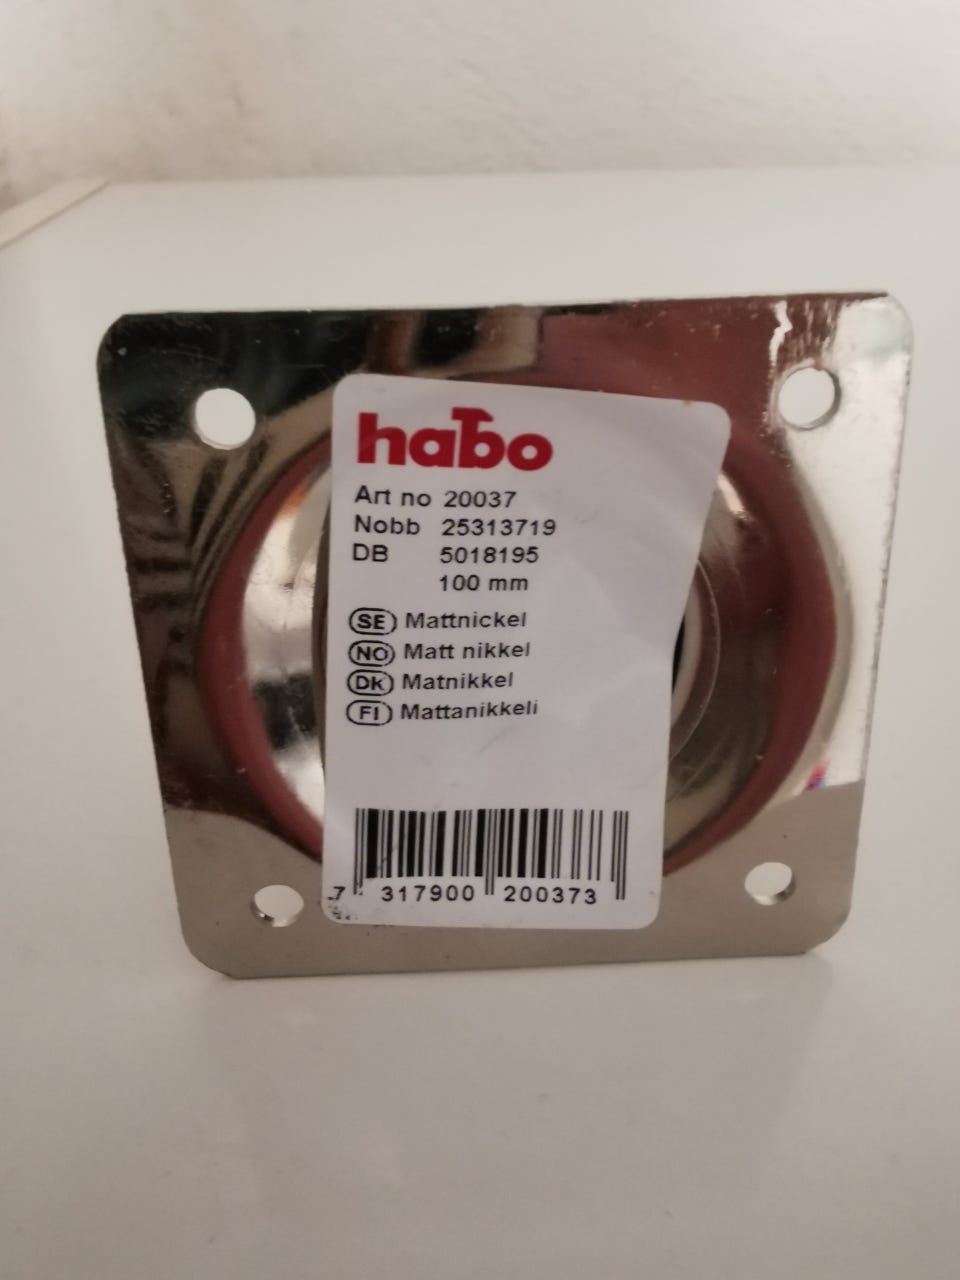 habo
Art no 20037
Nobb 25313719
DB 5018195
100 mm
SE Mattnickel
NO Matt nikkel
DK Matnikkel
FI Mattanikkeli
7 317900 200373